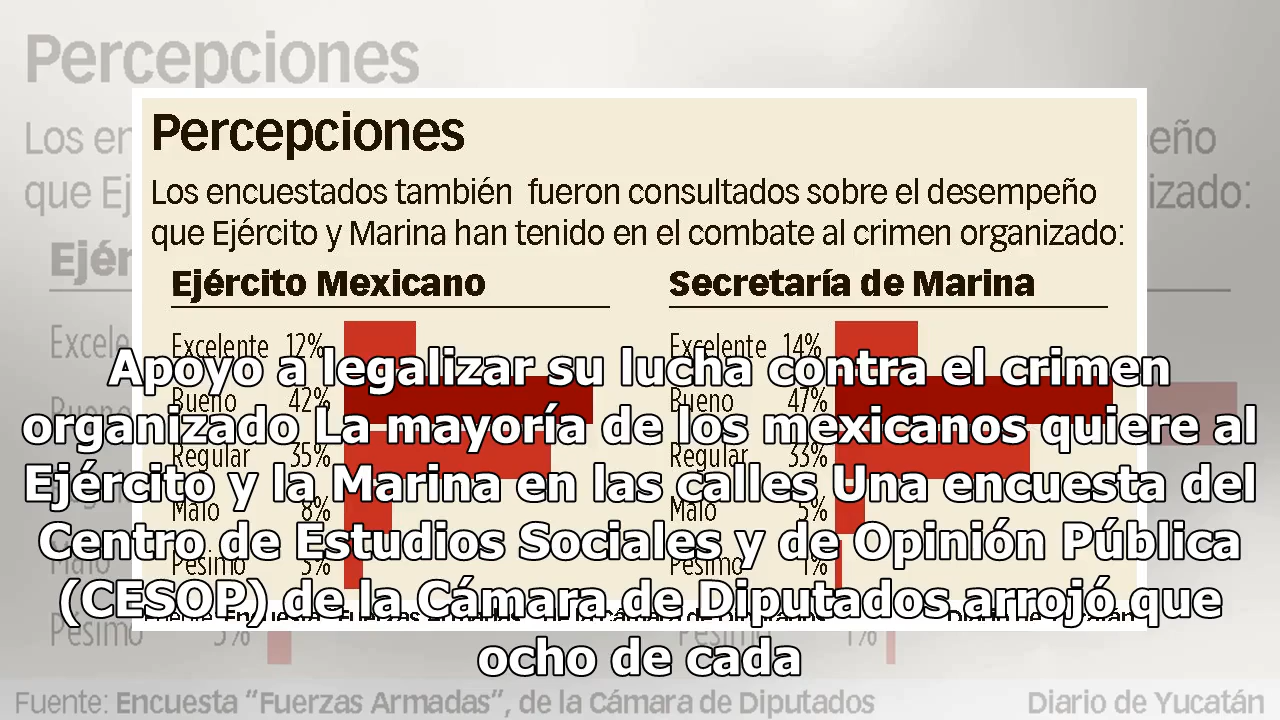 Percepciones
Percepciones
Los encuestados también fueron consultados sobre el desempeño
que Ejército y Marina han tenido en el combate al crimen organizado:
Ejército Mexicano
Excelente 12%
Bueno 42%
Regular 35%
Malo 8%
Pésimo 3%
Secretaría de Marina
Excelente 14%
Bueno 47%
Regular 33%
Malo 5%
Pésimo 1%
Apoyo a legalizar su lucha contra el crimen
organizado La mayoría de los mexicanos quiere al
Ejército y la Marina en las calles Una encuesta del
Centro de Estudios Sociales y de Opinión Pública
(CESOP) de la Cámara de Diputados arrojó que
ocho de cada
Pésimo 3%
Pésimo 1%
Fuente: Encuesta “Fuerzas Armadas”, de la Cámara de Diputados
Diario de Yucatán